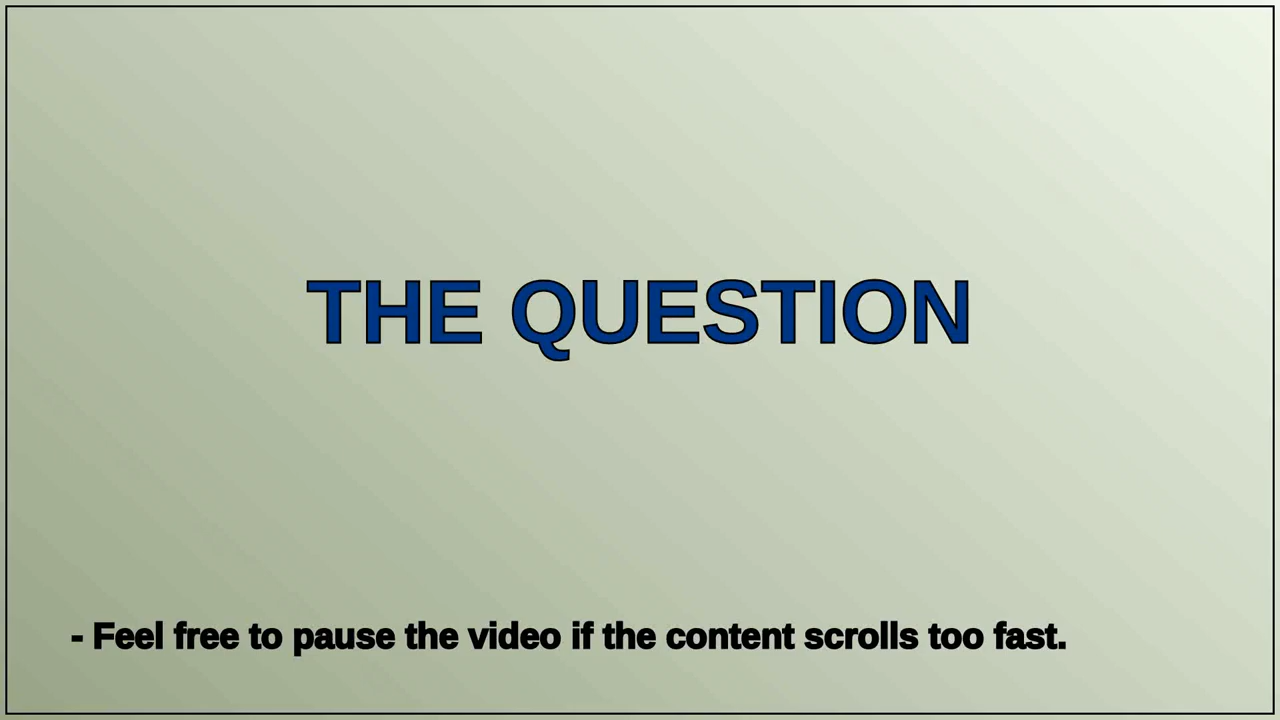 THE QUESTION
- Feel free to pause the video if the content scrolls too fast.